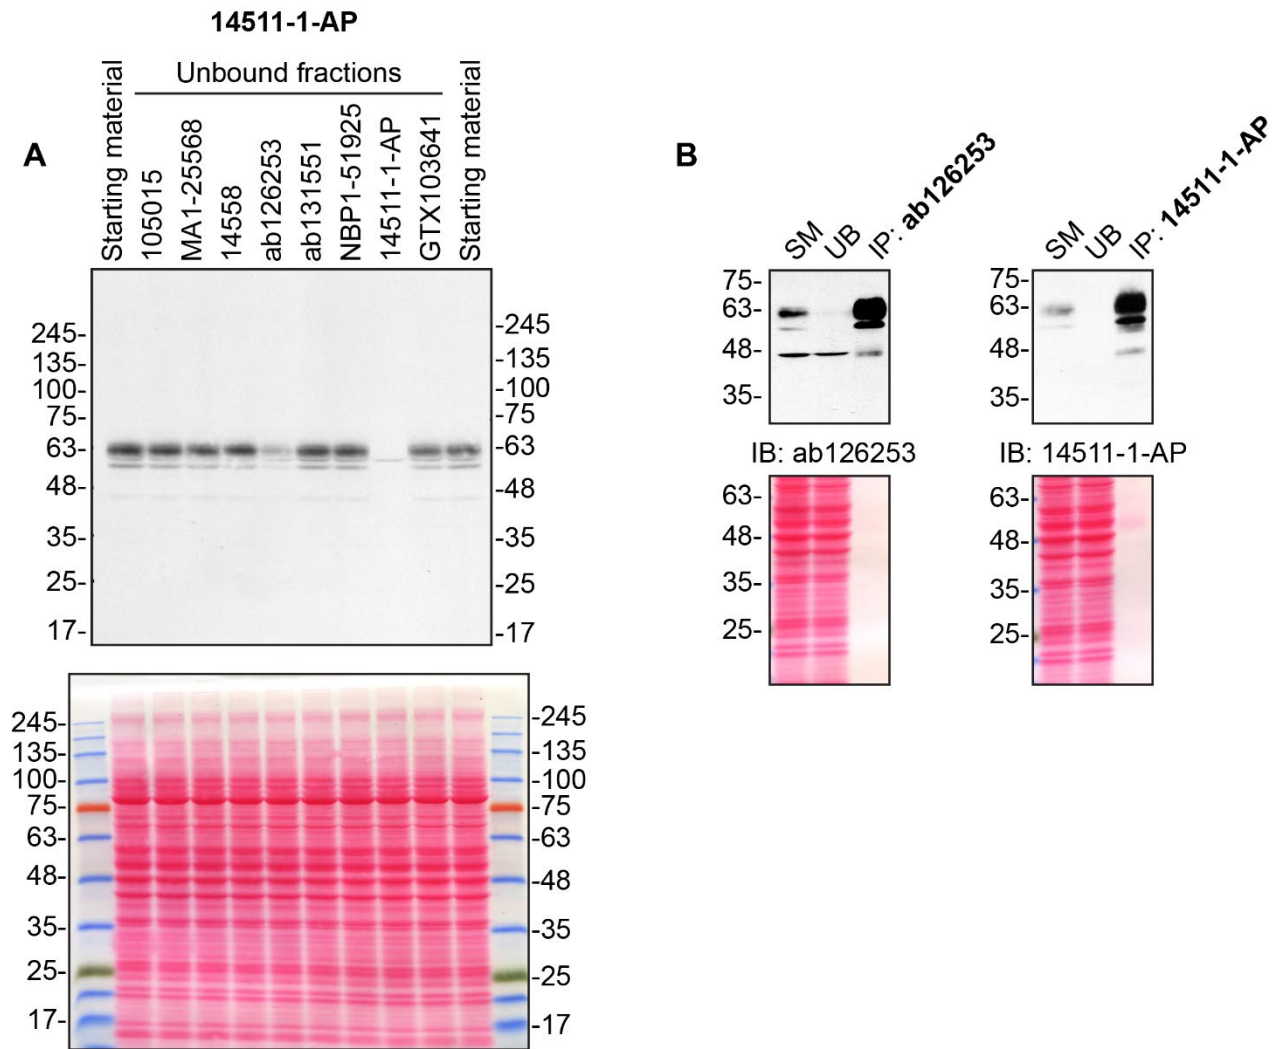 14511-1-AP
Unbound fractions
Starting material
105015
MA1-25568
14558
ab126253
ab131551
NBP1-51925
14511-1-AP
GTX103641
Starting material
A
245-
135-
100-
75-
63-
48-
35-
25-
17-
-245
-135
-100
-75
-63
-48
-35
-25
-17
245-
135-
100-
75-
63-
48-
35-
25-
17-
-245
-135
-100
-75
-63
-48
-35
-25
-17
B
SM
UB
IP: ab126253
75-
63-
48-
35-
IB: ab126253
63-
48-
35-
25-
SM
UB
IP: 14511-1-AP
75-
63-
48-
35-
IB: 14511-1-AP
63-
48-
35-
25-